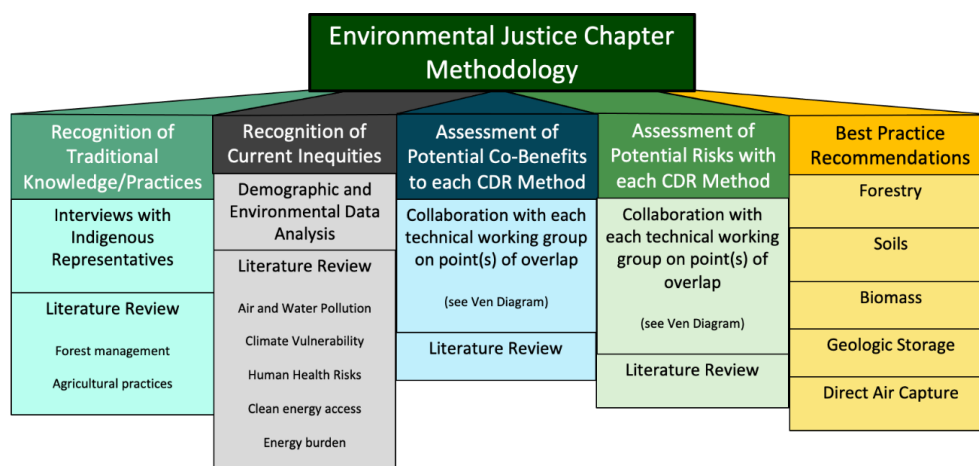 Environmental Justice Chapter
Methodology
Recognition of
Traditional
Knowledge/Practices
Interviews with
Indigenous
Representatives
Literature Review
Forest management
Agricultural practices
Recognition of
Current Inequities
Demographic and
Environmental Data
Analysis
Literature Review
Air and Water Pollution
Climate Vulnerability
Human Health Risks
Clean energy access
Energy burden
Assessment of
Potential Co-Benefits
to each CDR Method
Collaboration with each
technical working group
on point(s) of overlap
(see Ven Diagram)
Literature Review
Assessment of
Potential Risks with
each CDR Method
Collaboration with
each technical working
group on point(s) of
overlap
(see Ven Diagram)
Literature Review
Best Practice
Recommendations
Forestry
Soils
Biomass
Geologic Storage
Direct Air Capture